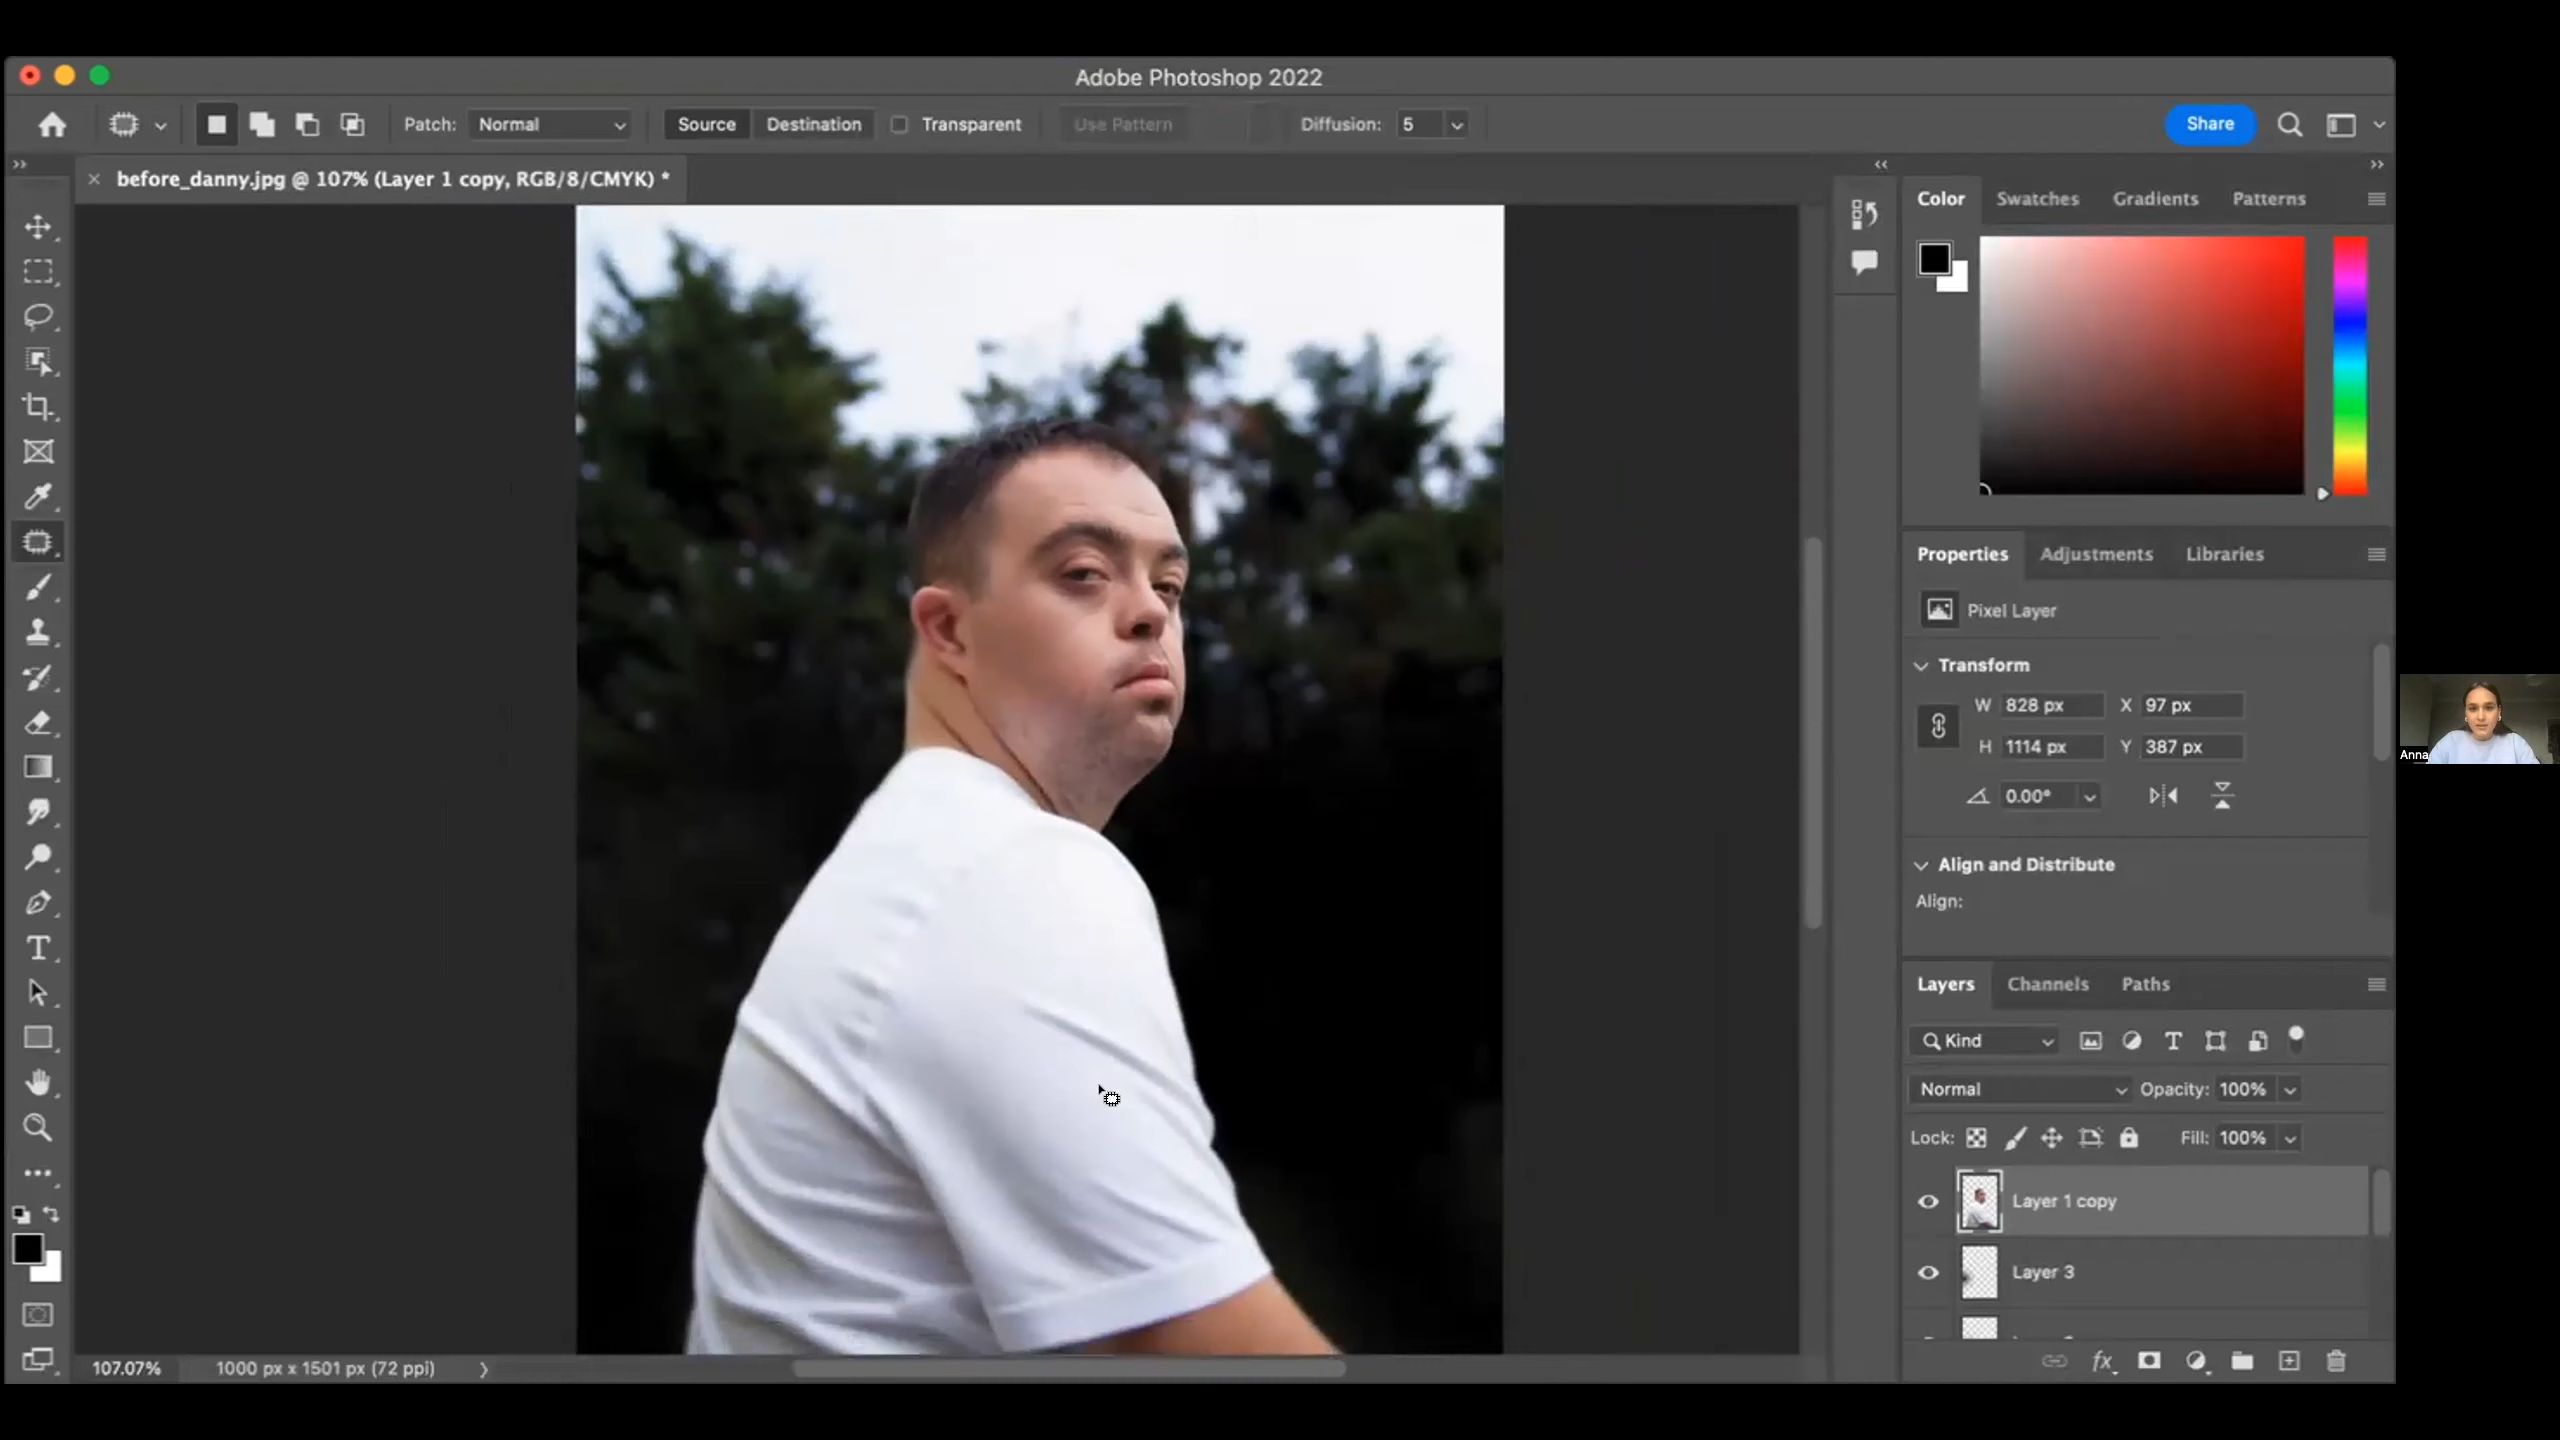 Adobe Photoshop 2022
Patch: Normal Source Destination Transparent Use Pattern Diffusion: 5 Share
before_danny.jpg @ 107% (Layer 1 copy, RGB/8/CMYK) *
Color Swatches Gradients Patterns
Properties Adjustments Libraries
Pixel Layer
Transform
W 828 px X 97 px
H 1114 px Y 387 px
0.00°
Anna
Align and Distribute
Align:
Layers Channels Paths
Kind
Normal Opacity: 100%
Lock: Fill: 100%
Layer 1 copy
Layer 3
107.07% 1000 px x 1501 px (72 ppi)